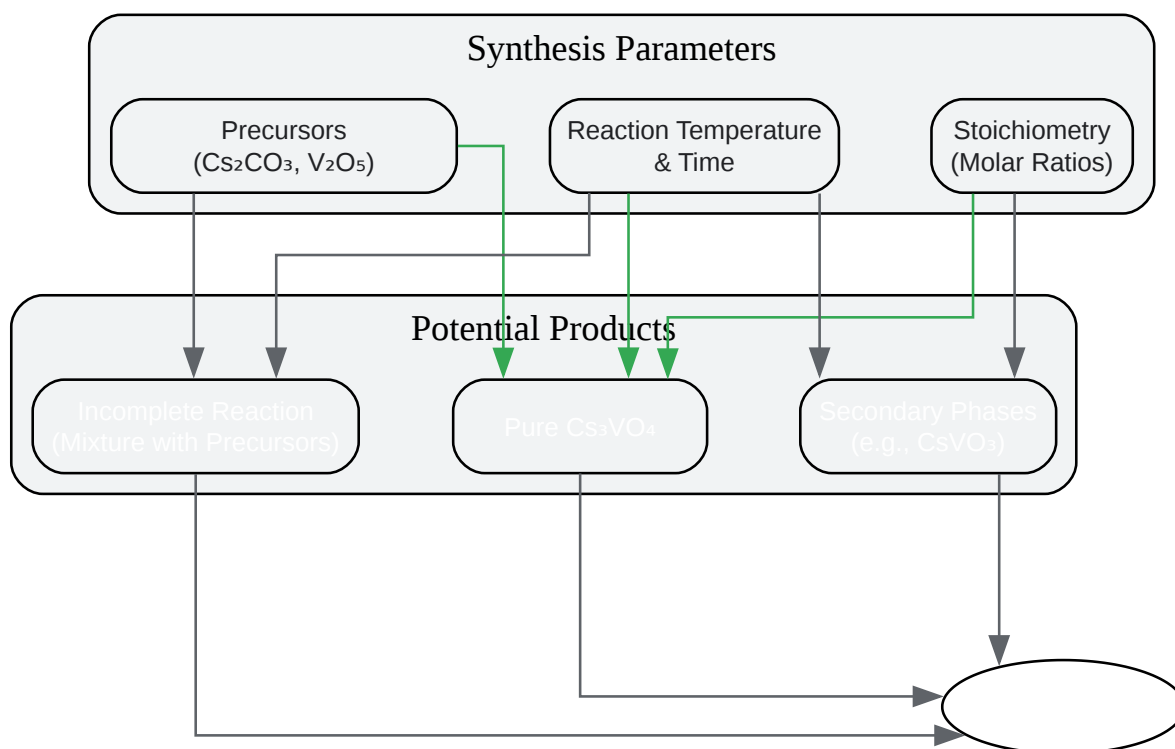 Synthesis Parameters
Precursors
(Cs₂CO₃, V₂O₅)
Reaction Temperature
& Time
Stoichiometry
(Molar Ratios)
Potential Products
Incomplete Reaction
(Mixture with Precursors)
Pure Cs₃VO₄
Secondary Phases
(e.g., CsVO₃)